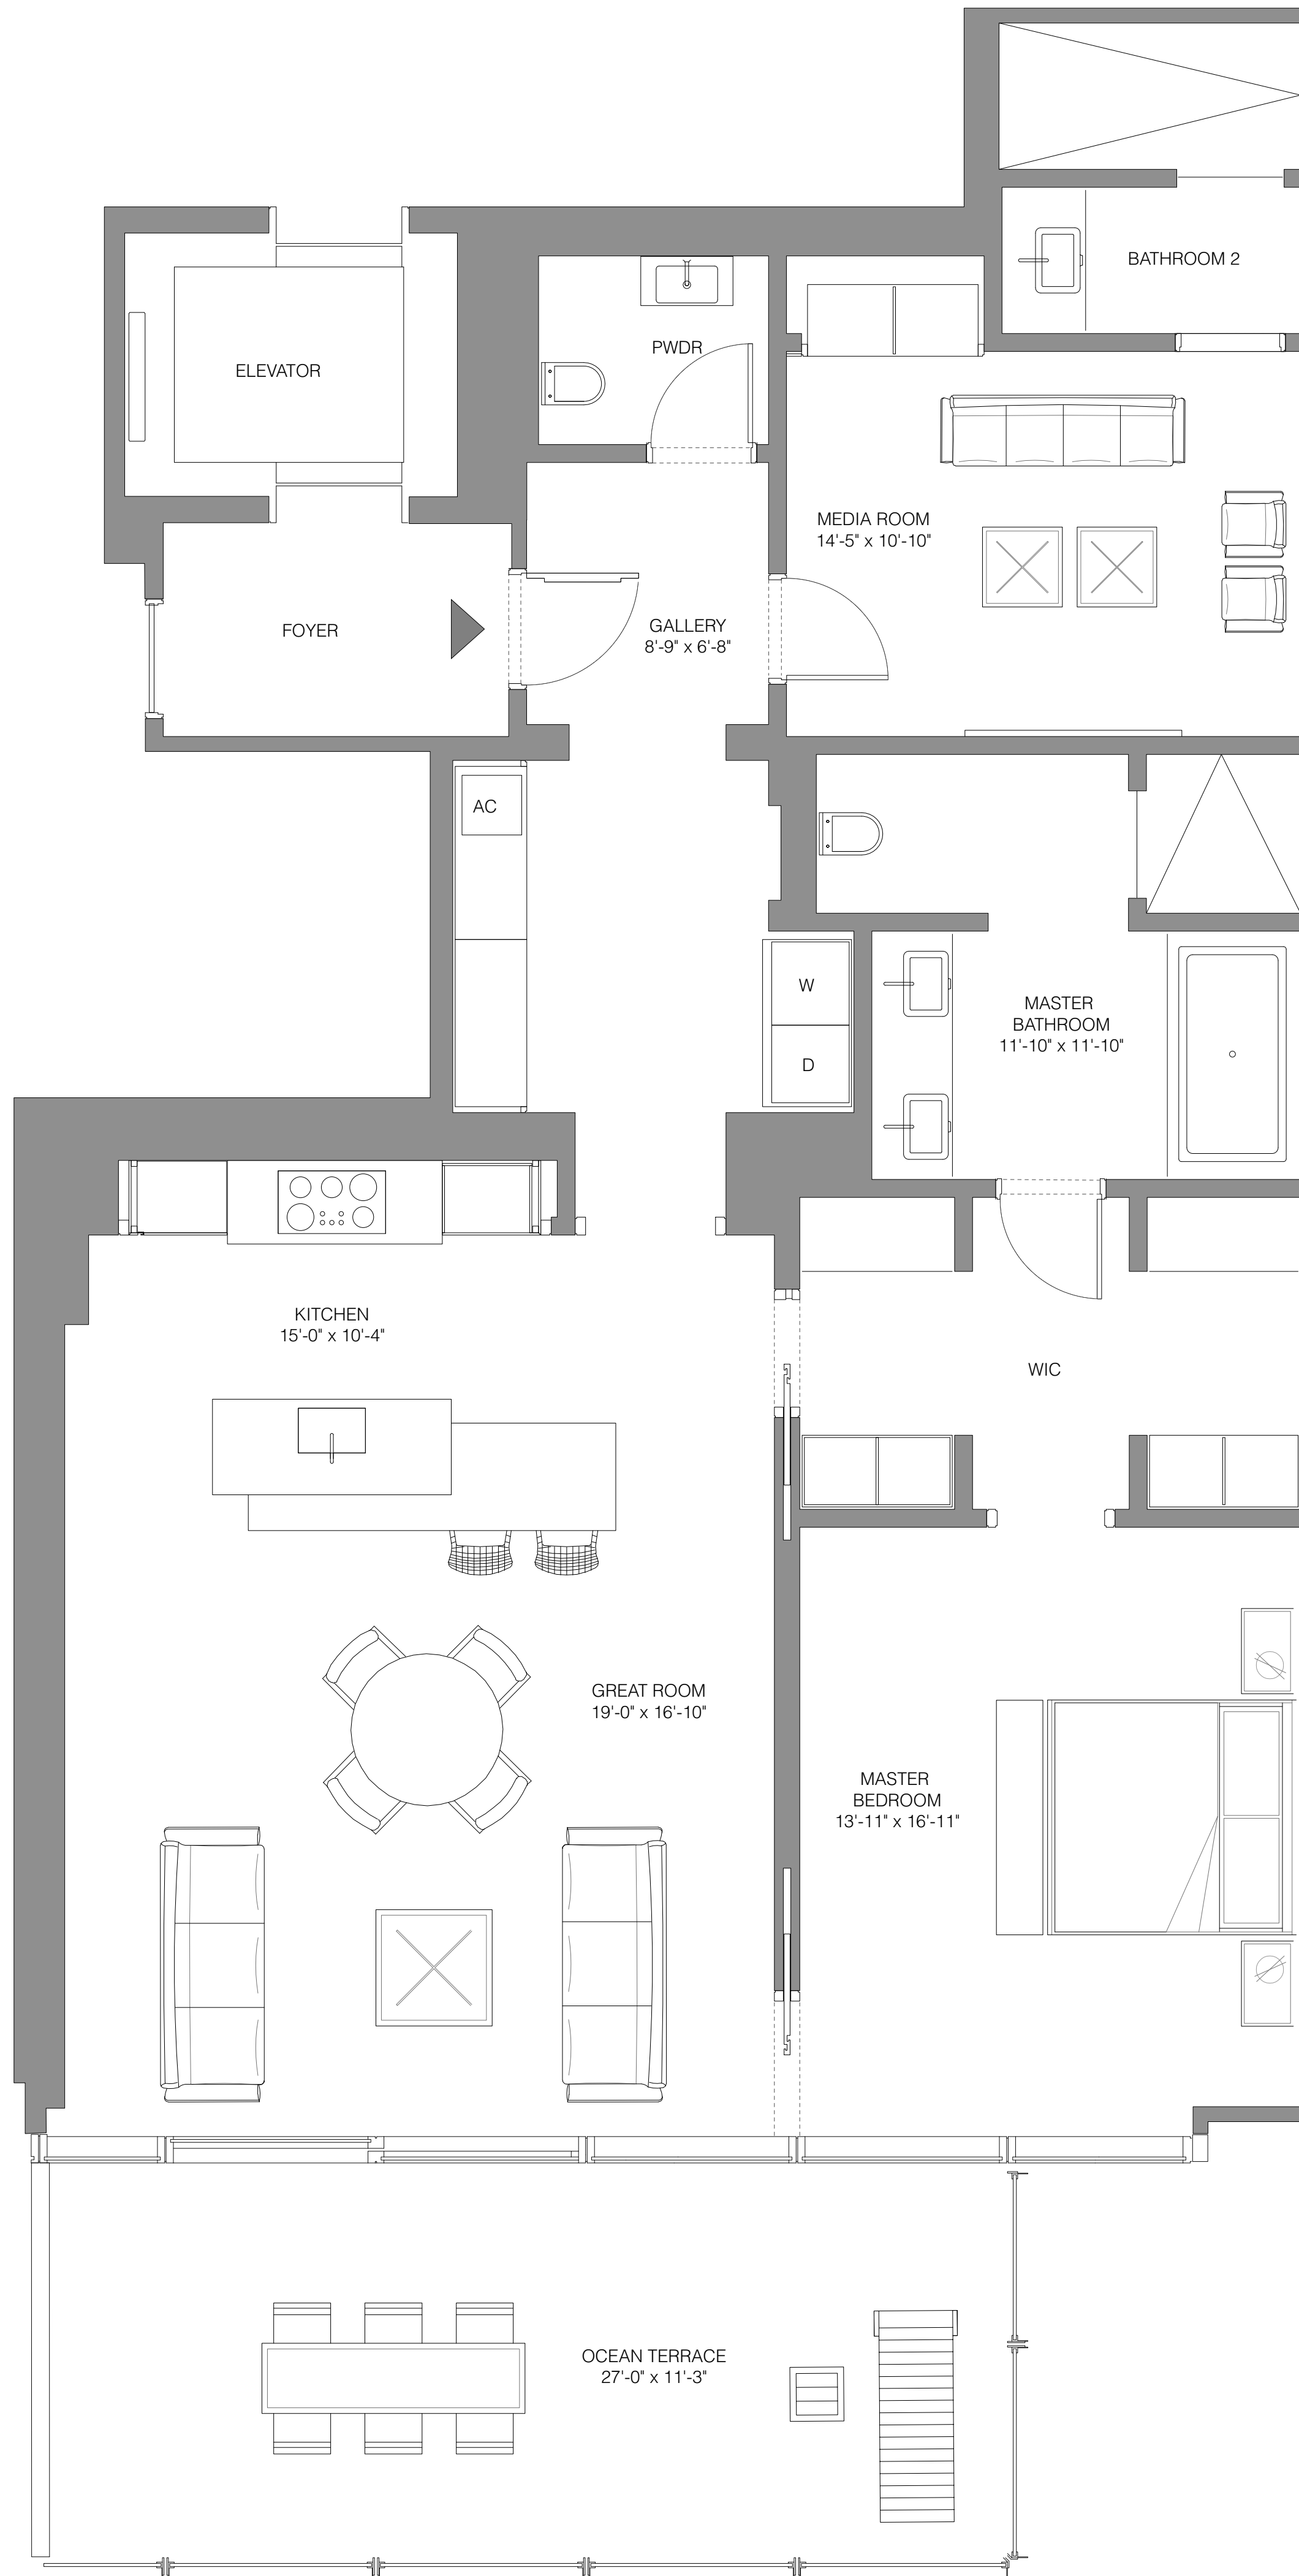 BATHROOM 2
PWDR
ELEVATOR
MEDIA ROOM
14'-5" x 10'-10"
FOYER
GALLERY
8'-9" x 6'-8"
AC
W
MASTER
BATHROOM
11'-10" x 11'-10"
D
KITCHEN
15'-0" x 10'-4"
WIC
GREAT ROOM
19'-0" x 16'-10"
MASTER
BEDROOM
13'-11" x 16'-11"
OCEAN TERRACE
27'-0" x 11'-3"